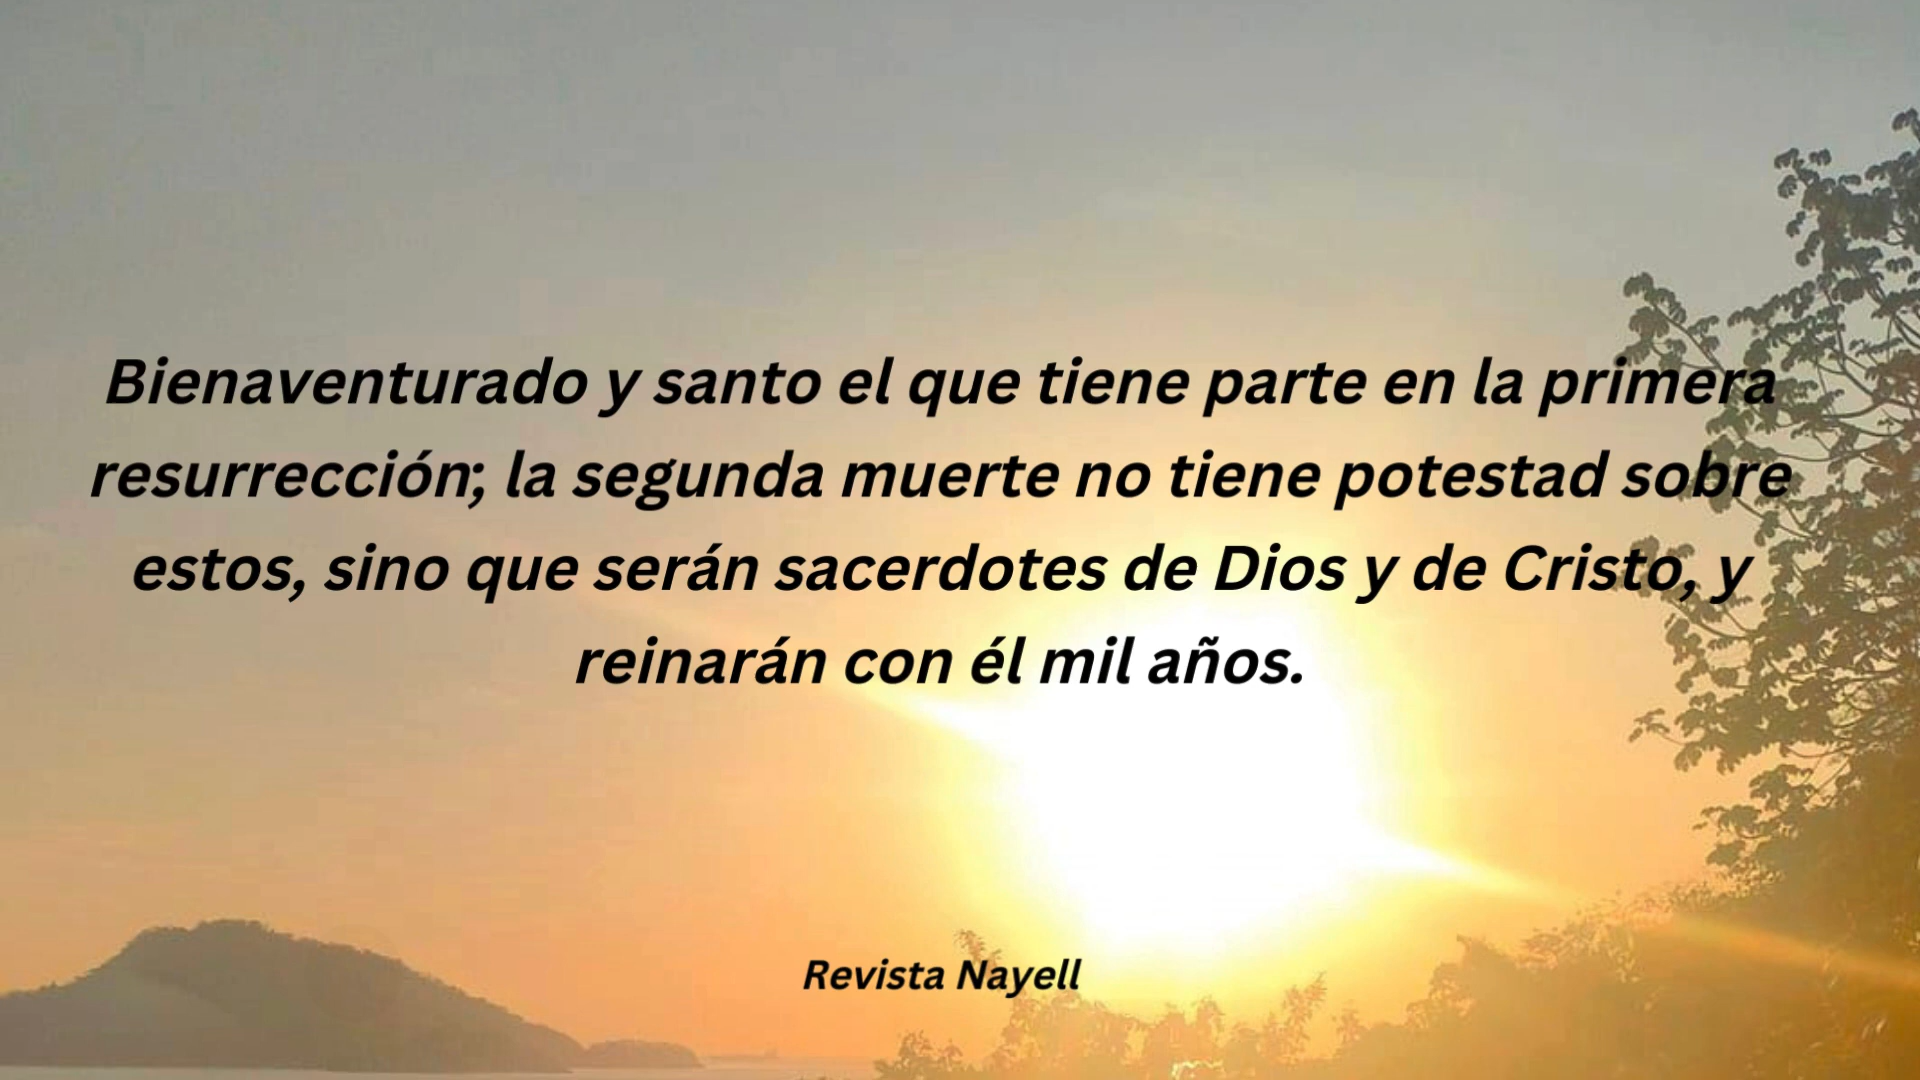 Bienaventurado y santo el que tiene parte en la primera
resurrección; la segunda muerte no tiene potestad sobre
estos, sino que serán sacerdotes de Dios y de Cristo, y
reinarán con él mil años.
Revista Nayell